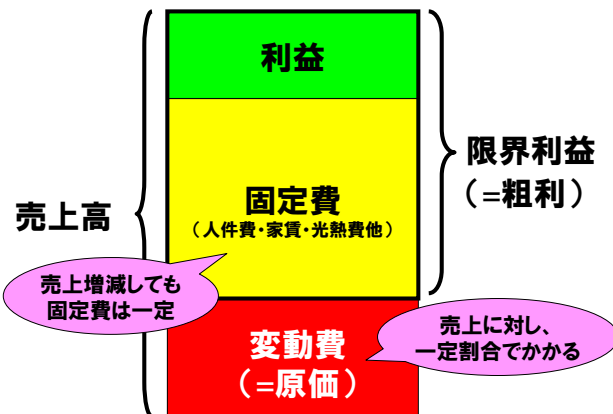 利益
限界利益
(=粗利)
固定費
(人件費・家賃・光熱費他)
売上高
売上増減しても
固定費は一定
変動費
(=原価)
売上に対し、
一定割合でかかる